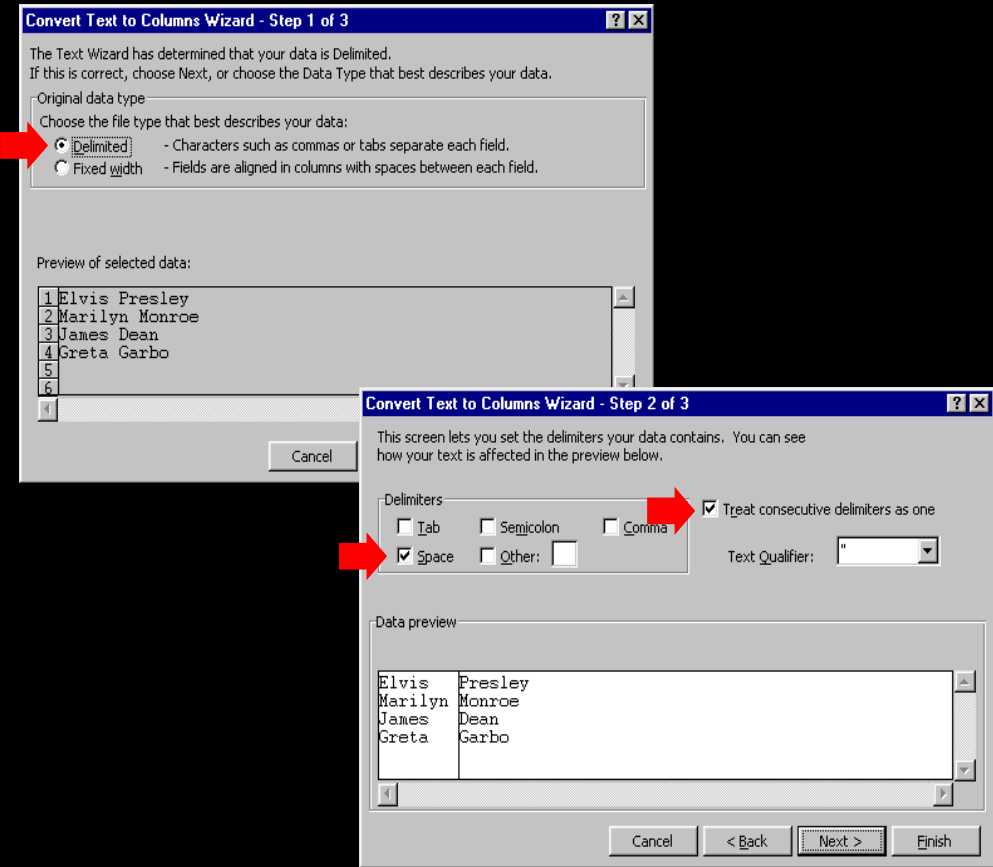 Convert Text to Columns Wizard - Step 1 of 3
The Text Wizard has determined that your data is Delimited.
If this is correct, choose Next, or choose the Data Type that best describes your data.
Original data type
Choose the file type that best describes your data:
Delimited - Characters such as commas or tabs separate each field.
Fixed width - Fields are aligned in columns with spaces between each field.
Preview of selected data:
1 Elvis Presley
2 Marilyn Monroe
3 James Dean
4 Greta Garbo
5
6
Cancel
Convert Text to Columns Wizard - Step 2 of 3
This screen lets you set the delimiters your data contains. You can see
how your text is affected in the preview below.
Delimiters
Tab Semicolon Comma
Space Other:
Treat consecutive delimiters as one
Text Qualifier: "
Data preview
Elvis Presley
Marilyn Monroe
James Dean
Greta Garbo
Cancel < Back Next > Finish